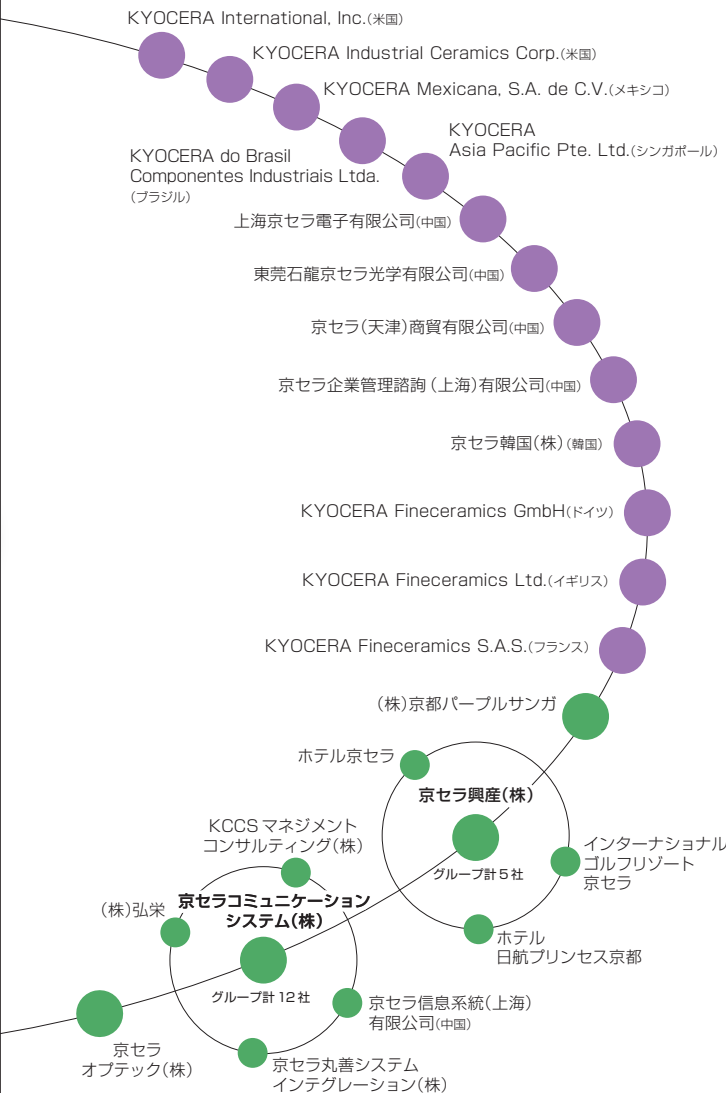 KYOCERA International, Inc.(米国)
KYOCERA Industrial Ceramics Corp.(米国)
KYOCERA Mexicana, S.A. de C.V.(メキシコ)
KYOCERA
Asia Pacific Pte. Ltd.(シンガポール)
KYOCERA do Brasil
Componentes Industriais Ltda.
(ブラジル)
上海京セラ電子有限公司(中国)
東莞石龍京セラ光学有限公司(中国)
京セラ(天津)商貿有限公司(中国)
京セラ企業管理諮詢(上海)有限公司(中国)
京セラ韓国(株)(韓国)
KYOCERA Fineceramics GmbH(ドイツ)
KYOCERA Fineceramics Ltd.(イギリス)
KYOCERA Fineceramics S.A.S.(フランス)
(株)京都パープルサンガ
ホテル京セラ
京セラ興産(株)
グループ計5社
インターナショナル
ゴルフリゾート
京セラ
ホテル
日航プリンセス京都
KCCSマネジメント
コンサルティング(株)
(株)弘栄
京セラコミュニケーション
システム(株)
グループ計12社
京セラ信息系統(上海)
有限公司(中国)
京セラ丸善システム
インテグレーション(株)
京セラ
オプテック(株)